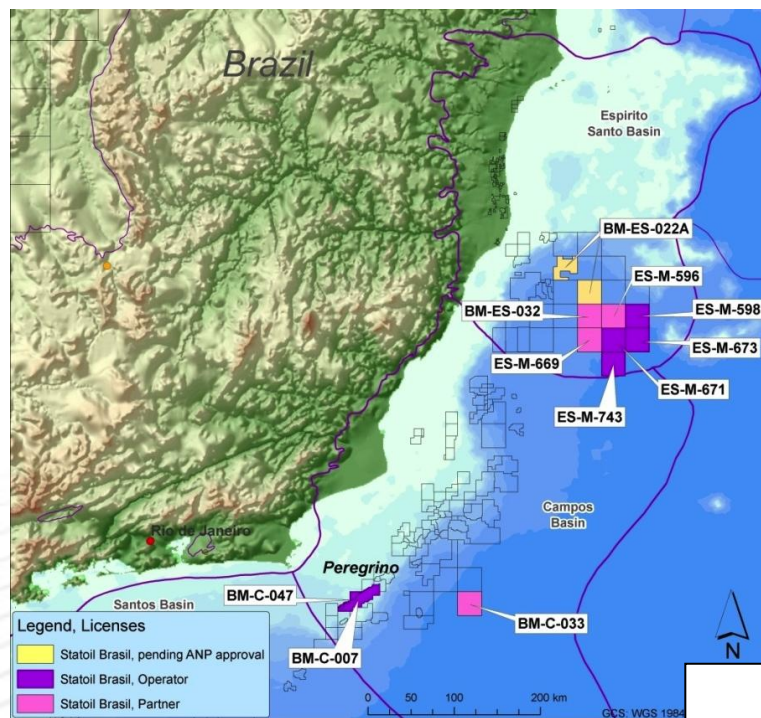 Brazil
Espirito
Santo Basin
BM-ES-022A
ES-M-596
BM-ES-032
ES-M-598
ES-M-673
ES-M-669
ES-M-671
ES-M-743
Campos
Basin
Rio de Janeiro
Peregrino
BM-C-047
Santos Basin
BM-C-033
BM-C-007
Legend, Licenses
Statoil Brasil, pending ANP approval
Statoil Brasil, Operator
Statoil Brasil, Partner
0 50 100 200 km
N
GCS: WGS 1984